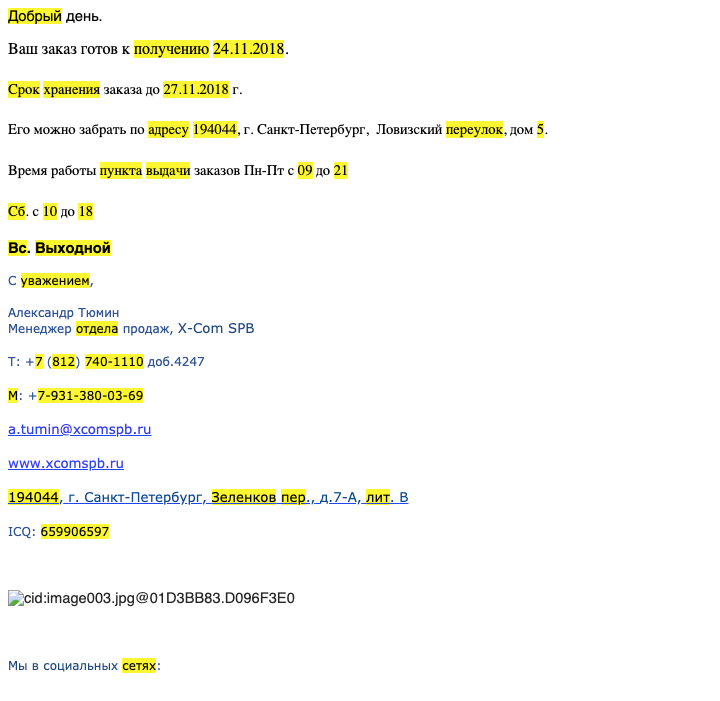 Добрый день.
Ваш заказ готов к получению 24.11.2018.
Срок хранения заказа до 27.11.2018 г.
Его можно забрать по адресу 194044, г. Санкт-Петербург,  Ловизский переулок, дом 5.
Время работы пункта выдачи заказов Пн-Пт с 09 до 21
Сб. с 10 до 18
Вс. Выходной
С уважением,
Александр Тюмин
Менеджер отдела продаж, X-Com SPB
Т: +7 (812) 740-1110 доб.4247
М: +7-931-380-03-69
a.tumin@xcomspb.ru
www.xcomspb.ru
194044, г. Санкт-Петербург, Зеленков пер., д.7-А, лит. В
ICQ: 659906597
cid:image003.jpg@01D3BB83.D096F3E0
Мы в социальных сетях: